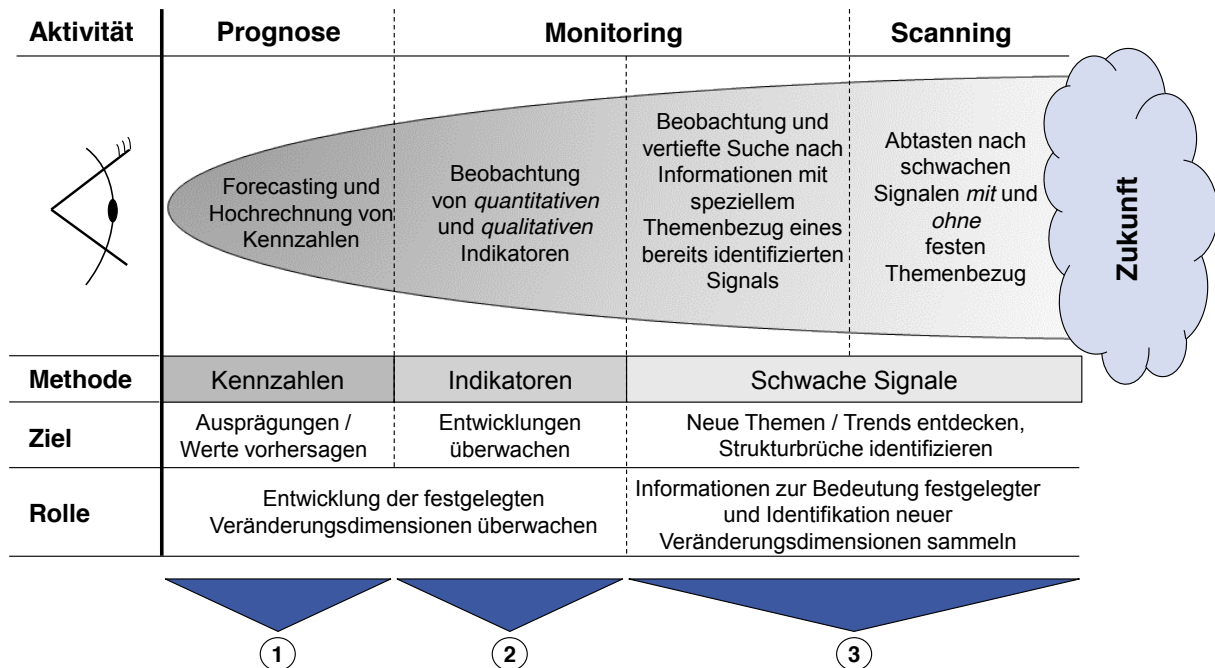 Aktivität
Prognose
Monitoring
Scanning
Forecasting und
Hochrechnung von
Kennzahlen
Beobachtung
von quantitativen
und qualitativen
Indikatoren
Beobachtung und
vertiefte Suche nach
Informationen mit
speziellem
Themenbezug eines
bereits identifizierten
Signals
Abtasten nach
schwachen
Signalen mit und
ohne
festen
Themenbezug
Zukunft
Methode
Kennzahlen
Indikatoren
Schwache Signale
Ziel
Ausprägungen /
Werte vorhersagen
Entwicklungen
überwachen
Neue Themen / Trends entdecken,
Strukturbrüche identifizieren
Rolle
Entwicklung der festgelegten
Veränderungsdimensionen überwachen
Informationen zur Bedeutung festgelegter
und Identifikation neuer
Veränderungsdimensionen sammeln
1
2
3